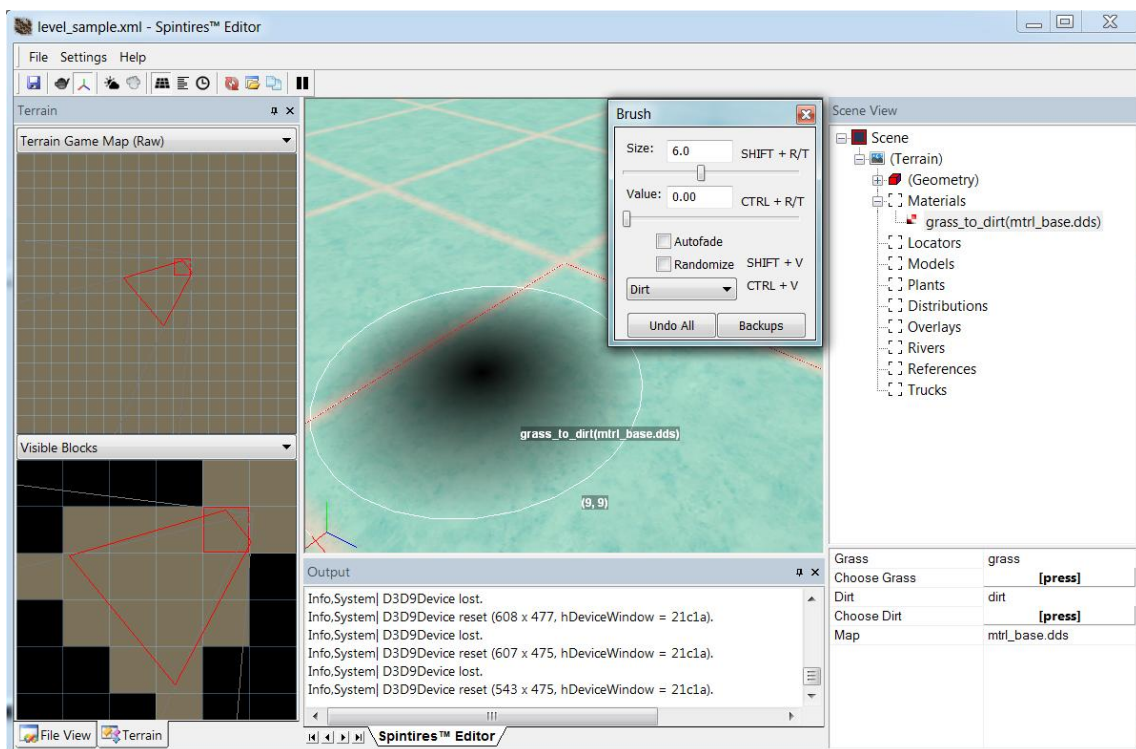 level_sample.xml - Spintires™ Editor
File Settings Help
Terrain
Terrain Game Map (Raw)
Visible Blocks
File View
Terrain
Brush
Size: 6.0 SHIFT + R/T
Value: 0.00 CTRL + R/T
Autofade
Randomize SHIFT + V
Dirt CTRL + V
Undo All Backups
grass_to_dirt(mtrl_base.dds)
(9, 9)
Output
Info,System| D3D9Device lost.
Info,System| D3D9Device reset (608 x 477, hDeviceWindow = 21c1a).
Info,System| D3D9Device lost.
Info,System| D3D9Device reset (607 x 475, hDeviceWindow = 21c1a).
Info,System| D3D9Device lost.
Info,System| D3D9Device reset (543 x 475, hDeviceWindow = 21c1a).
Spintires™ Editor
Scene View
Scene
(Terrain)
(Geometry)
Materials
grass_to_dirt(mtrl_base.dds)
Locators
Models
Plants
Distributions
Overlays
Rivers
References
Trucks
Grass grass
Choose Grass [press]
Dirt dirt
Choose Dirt [press]
Map mtrl_base.dds